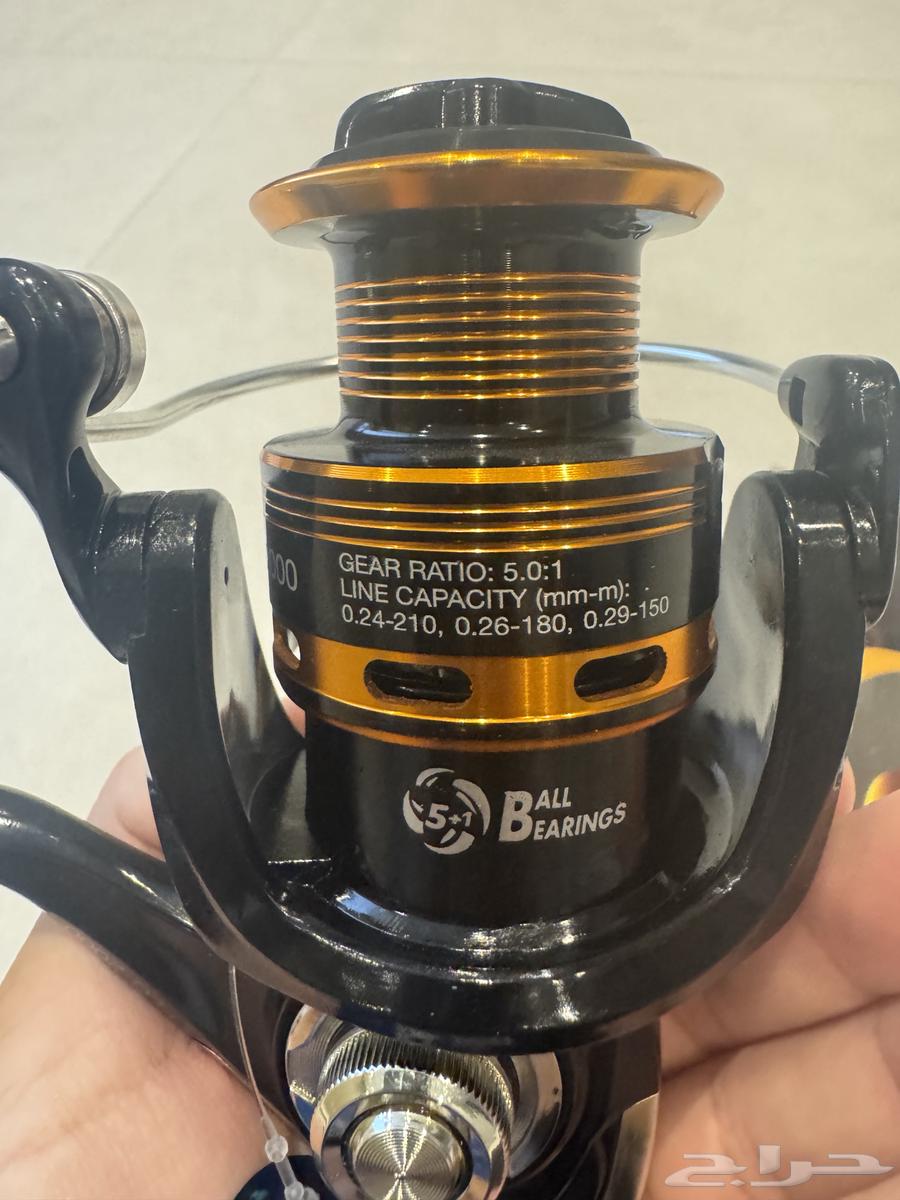 000
GEAR RATIO: 5.0:1
LINE CAPACITY (mm-m):
0.24-210, 0.26-180, 0.29-150
5+1
BALL
BEARINGS
حراج